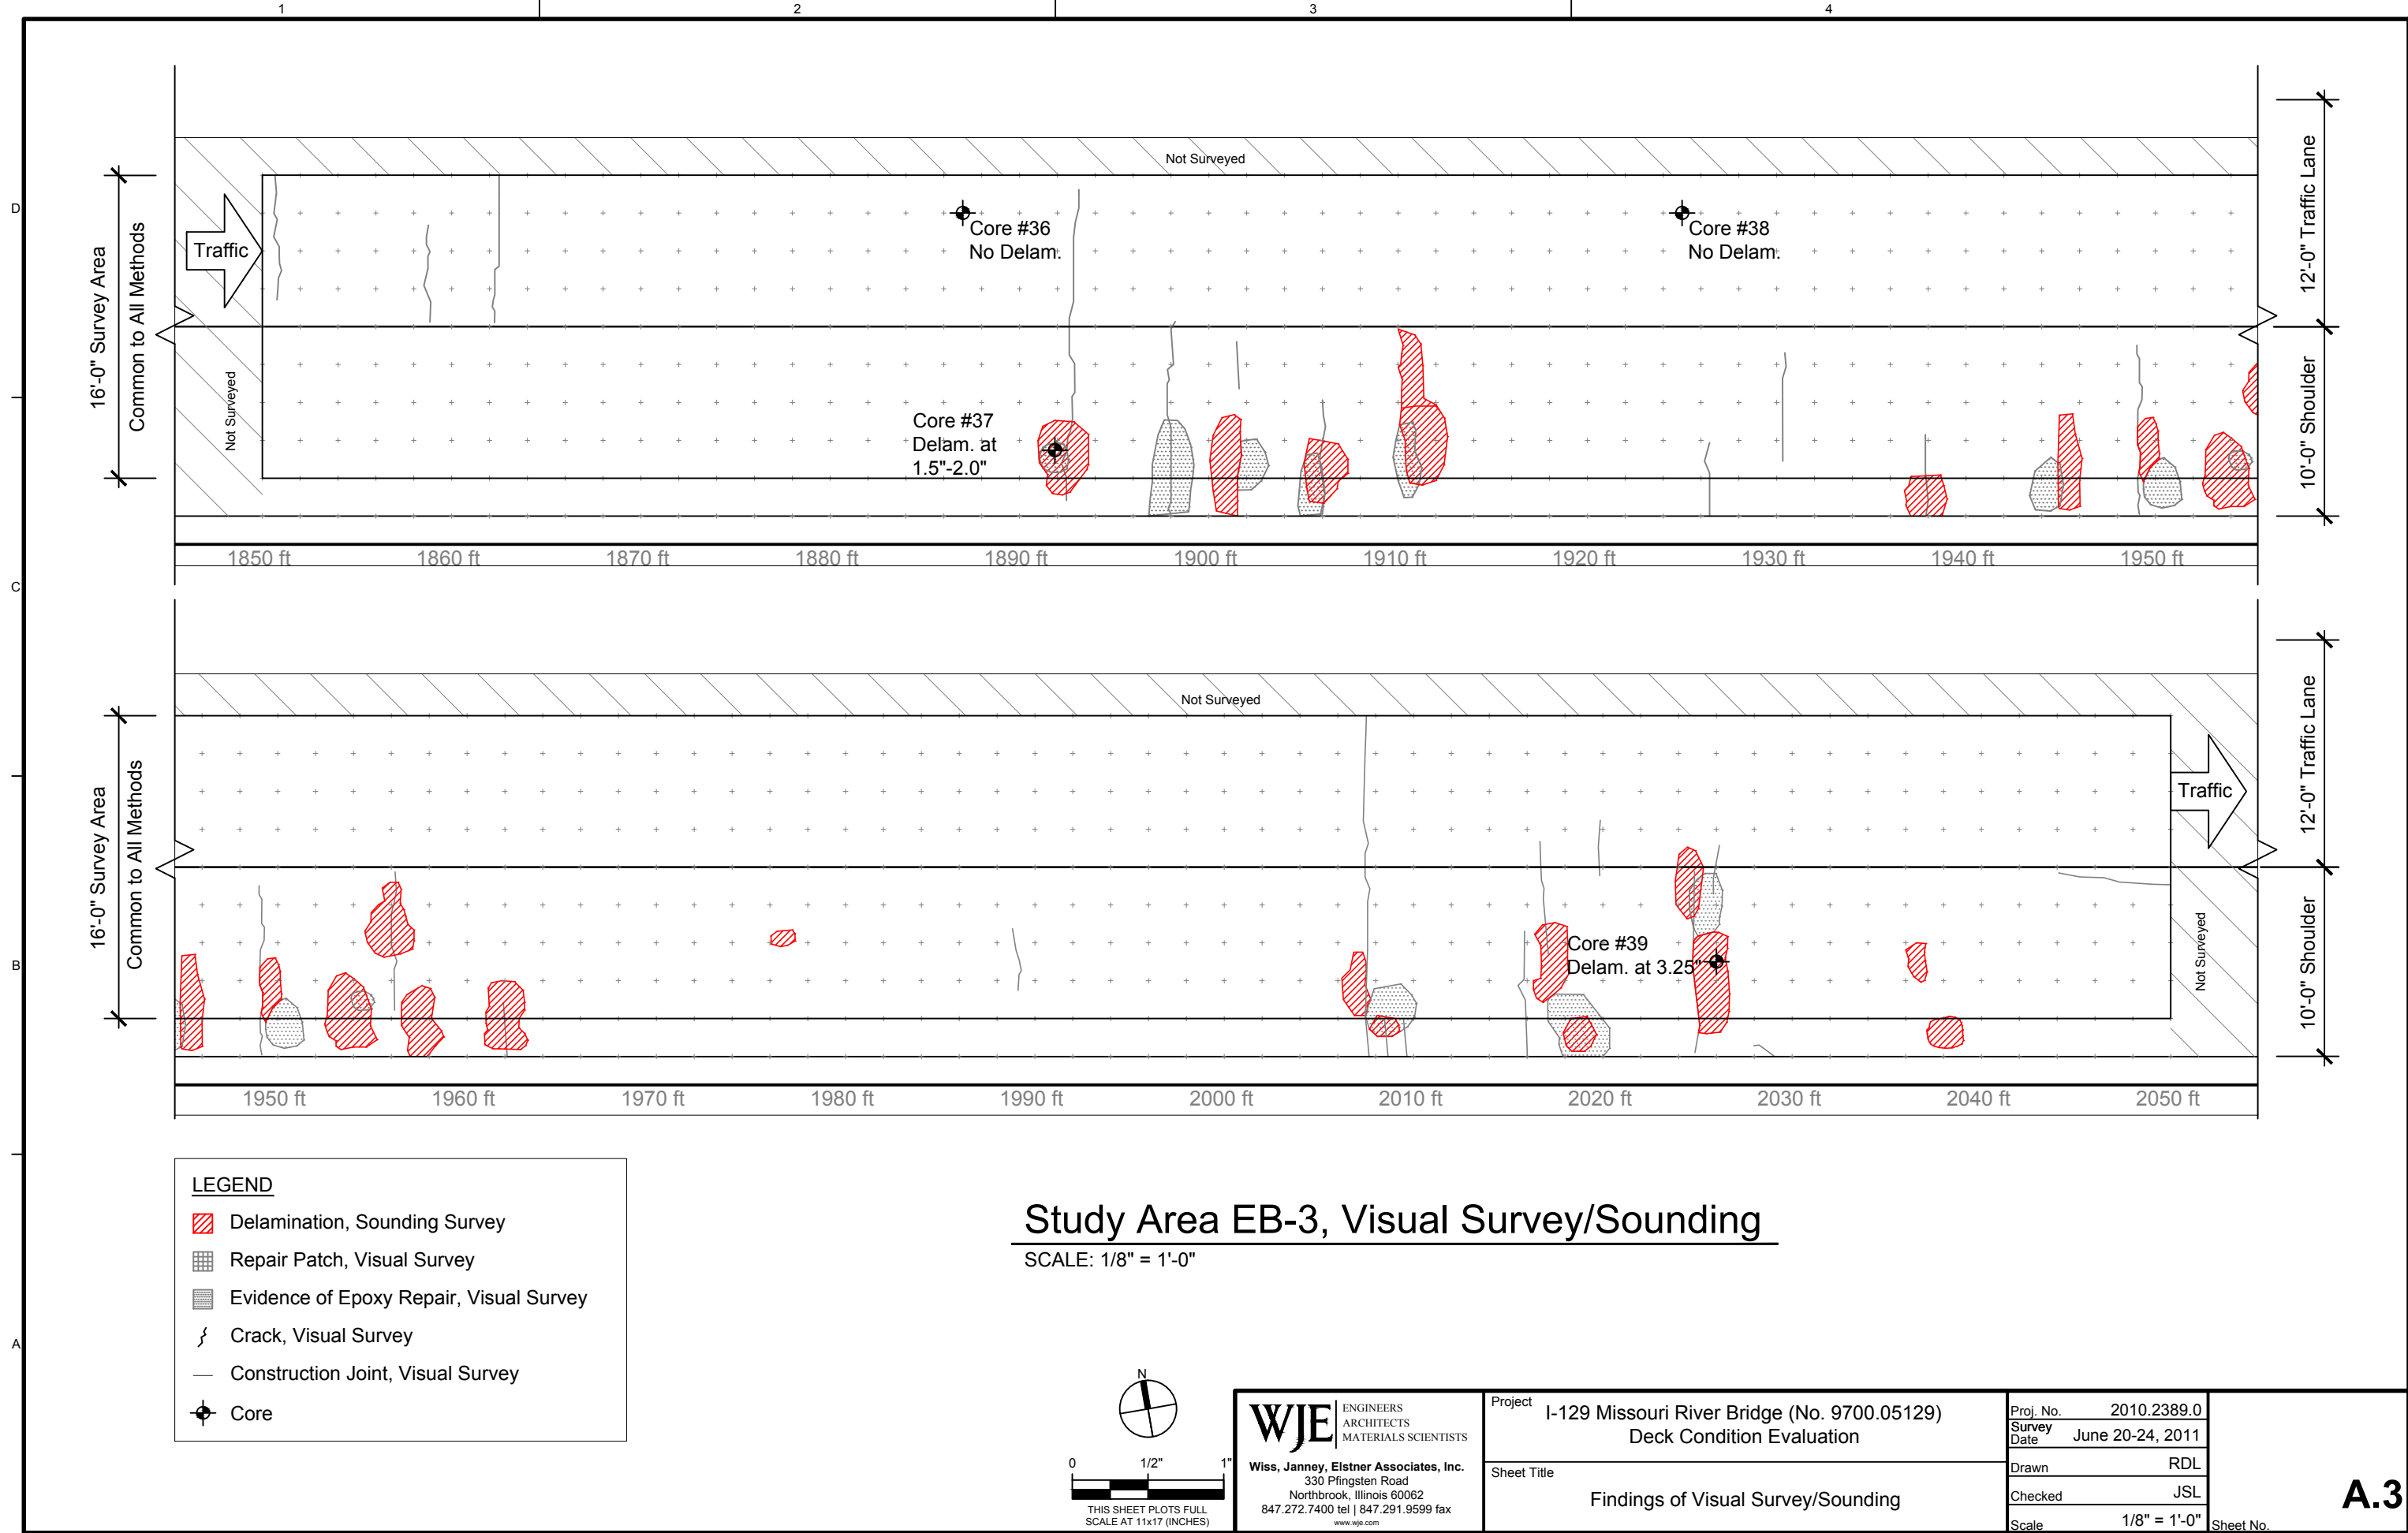 1 2 3 4
D
C
B
A
Not Surveyed
16'-0" Survey Area
Common to All Methods
Traffic
Not Surveyed
Core #36
No Delam.
Core #38
No Delam.
Core #37
Delam. at
1.5"-2.0"
12'-0" Traffic Lane
10'-0" Shoulder
1850 ft 1860 ft 1870 ft 1880 ft 1890 ft 1900 ft 1910 ft 1920 ft 1930 ft 1940 ft 1950 ft
Not Surveyed
16'-0" Survey Area
Common to All Methods
Traffic
Not Surveyed
Core #39
Delam. at 3.25"
12'-0" Traffic Lane
10'-0" Shoulder
1950 ft 1960 ft 1970 ft 1980 ft 1990 ft 2000 ft 2010 ft 2020 ft 2030 ft 2040 ft 2050 ft
LEGEND
Delamination, Sounding Survey
Repair Patch, Visual Survey
Evidence of Epoxy Repair, Visual Survey
Crack, Visual Survey
Construction Joint, Visual Survey
Core
Study Area EB-3, Visual Survey/Sounding
SCALE: 1/8" = 1'-0"
N
0 1/2" 1"
THIS SHEET PLOTS FULL
SCALE AT 11x17 (INCHES)
WJE
ENGINEERS
ARCHITECTS
MATERIALS SCIENTISTS
Wiss, Janney, Elstner Associates, Inc.
330 Pfingsten Road
Northbrook, Illinois 60062
847.272.7400 tel | 847.291.9599 fax
www.wje.com
Project
I-129 Missouri River Bridge (No. 9700.05129)
Deck Condition Evaluation
Sheet Title
Findings of Visual Survey/Sounding
Proj. No. 2010.2389.0
Survey
Date June 20-24, 2011
Drawn RDL
Checked JSL
Scale 1/8" = 1'-0"
Sheet No.
A.3